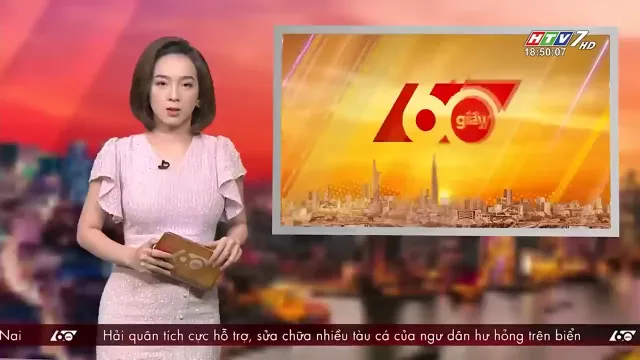 HTV7 HD
18:50:07
60 giây
Nai
60 Hải quân tích cực hỗ trợ, sửa chữa nhiều tàu cá của ngư dân hư hỏng trên biển